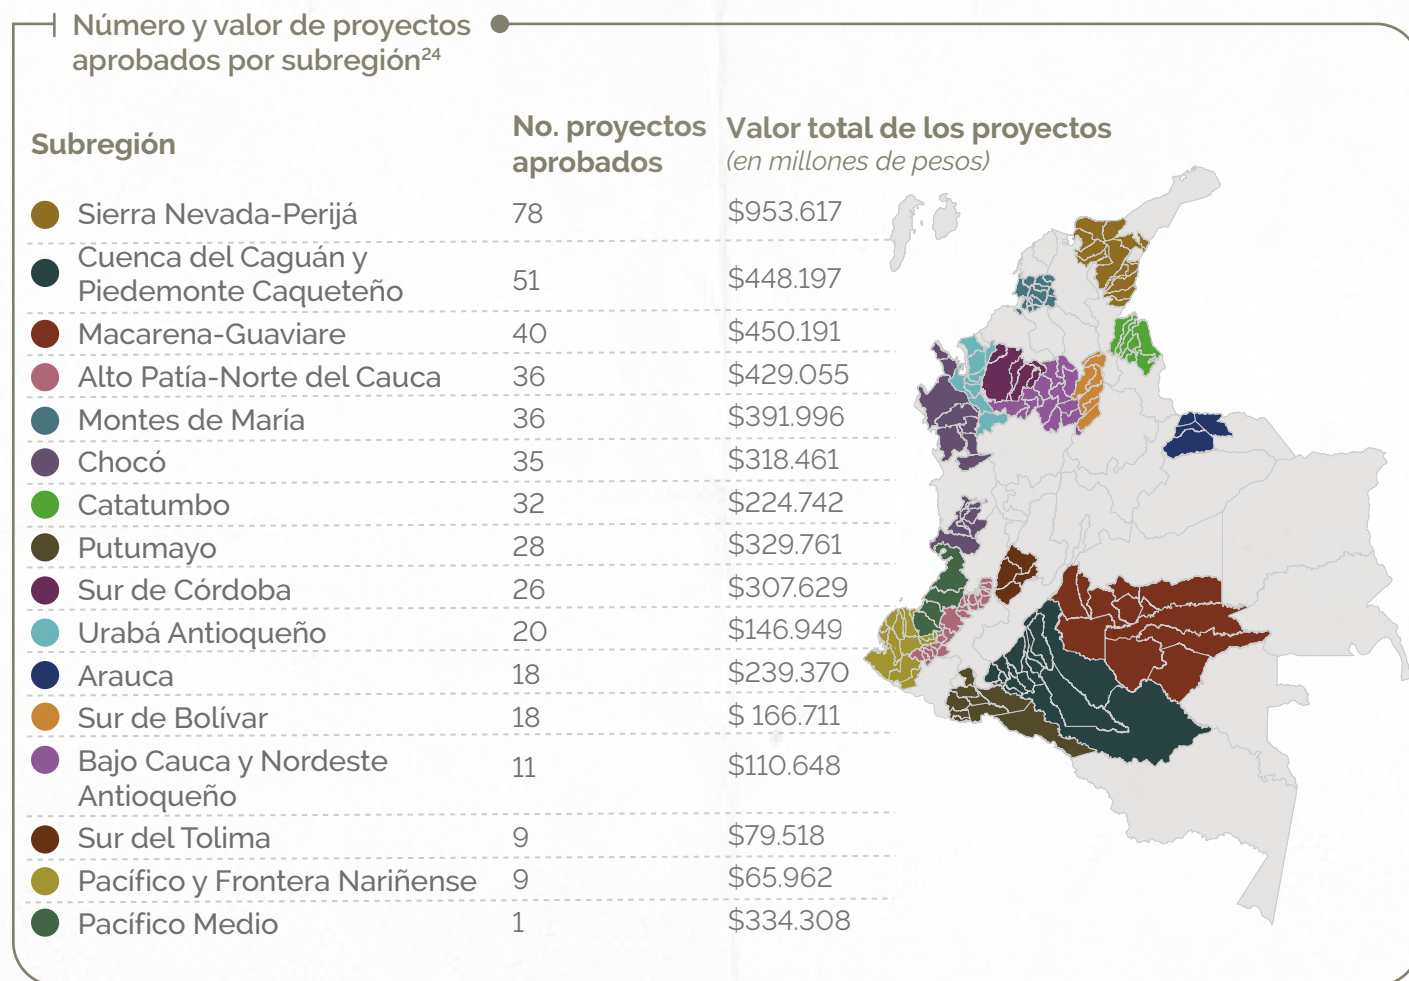 Número y valor de proyectos
aprobados por subregión²⁴
Subregión
No. proyectos
aprobados
Valor total de los proyectos
(en millones de pesos)
Sierra Nevada-Perijá 78 $953.617
Cuenca del Caguán y
Piedemonte Caqueteño 51 $448.197
Macarena-Guaviare 40 $450.191
Alto Patía-Norte del Cauca 36 $429.055
Montes de María 36 $391.996
Chocó 35 $318.461
Catatumbo 32 $224.742
Putumayo 28 $329.761
Sur de Córdoba 26 $307.629
Urabá Antioqueño 20 $146.949
Arauca 18 $239.370
Sur de Bolívar 18 $ 166.711
Bajo Cauca y Nordeste
Antioqueño 11 $110.648
Sur del Tolima 9 $79.518
Pacífico y Frontera Nariñense 9 $65.962
Pacífico Medio 1 $334.308